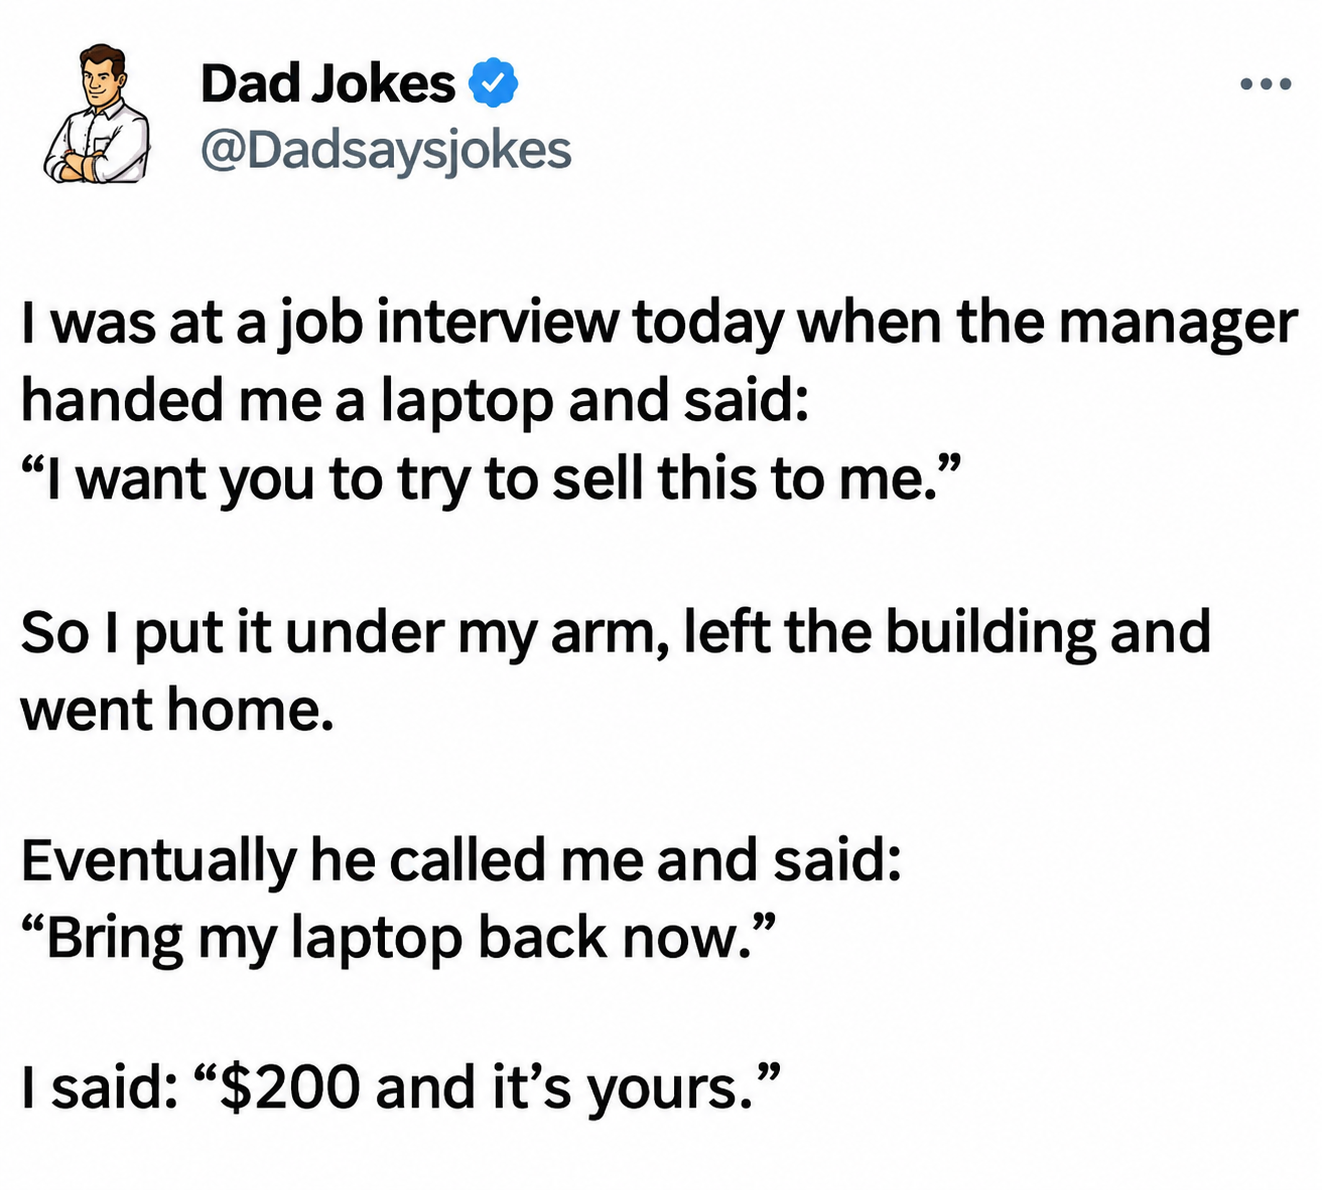 Dad Jokes
@Dadsaysjokes
I was at a job interview today when the manager
handed me a laptop and said:
“I want you to try to sell this to me.”
So I put it under my arm, left the building and
went home.
Eventually he called me and said:
“Bring my laptop back now.”
I said: “$200 and it’s yours.”